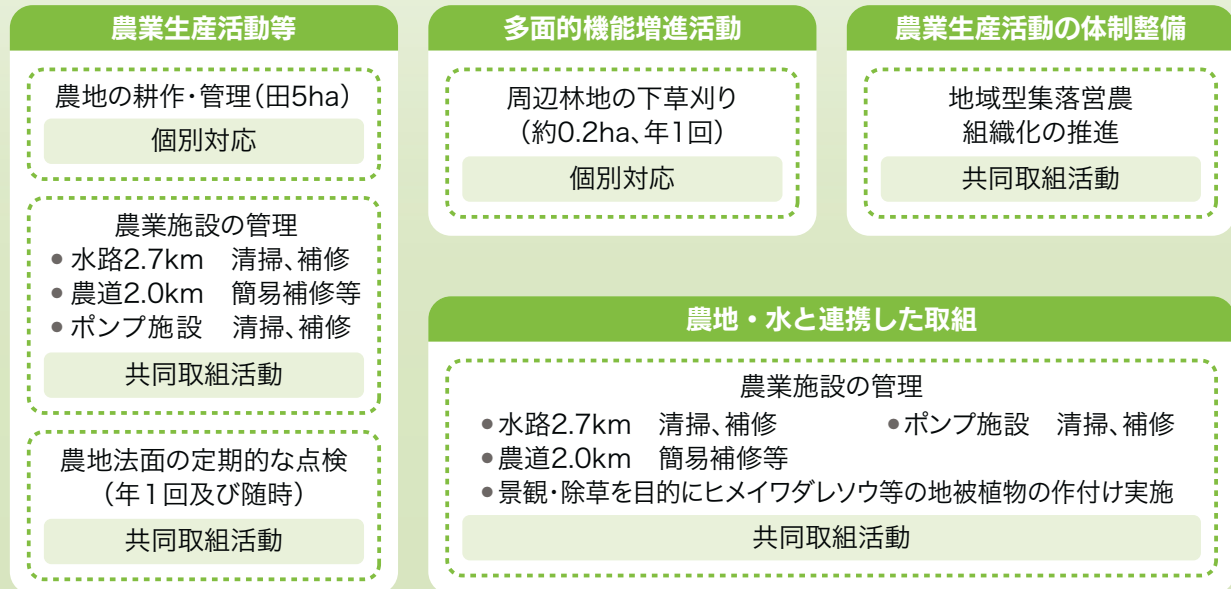 農業生産活動等
農地の耕作・管理（田5ha）
個別対応
農業施設の管理
● 水路2.7km　清掃、補修
● 農道2.0km　簡易補修等
● ポンプ施設　清掃、補修
共同取組活動
農地法面の定期的な点検
（年1回及び随時）
共同取組活動
多面的機能増進活動
周辺林地の下草刈り
（約0.2ha、年1回）
個別対応
農業生産活動の体制整備
地域型集落営農
組織化の推進
共同取組活動
農地・水と連携した取組
農業施設の管理
●水路2.7km　清掃、補修　●ポンプ施設　清掃、補修
●農道2.0km　簡易補修等
●景観・除草を目的にヒメイワダレソウ等の地被植物の作付け実施
共同取組活動